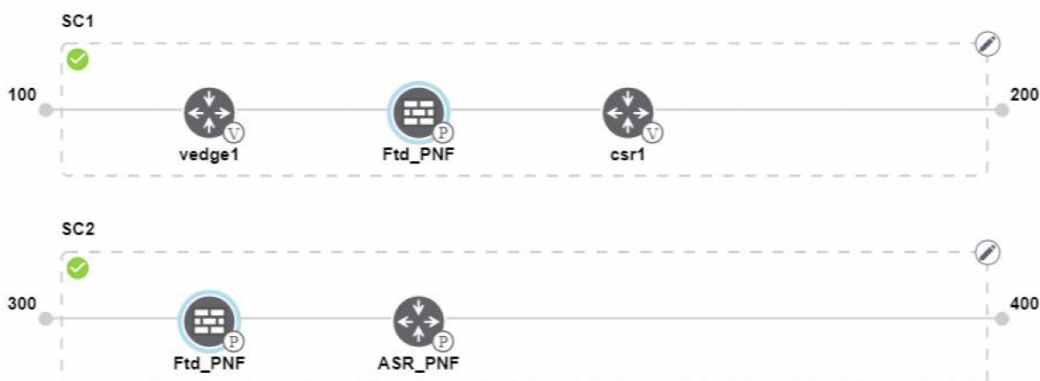 SC1
100
200
V
P
V
vedge1
Ftd_PNF
csr1
SC2
300
400
P
P
Ftd_PNF
ASR_PNF